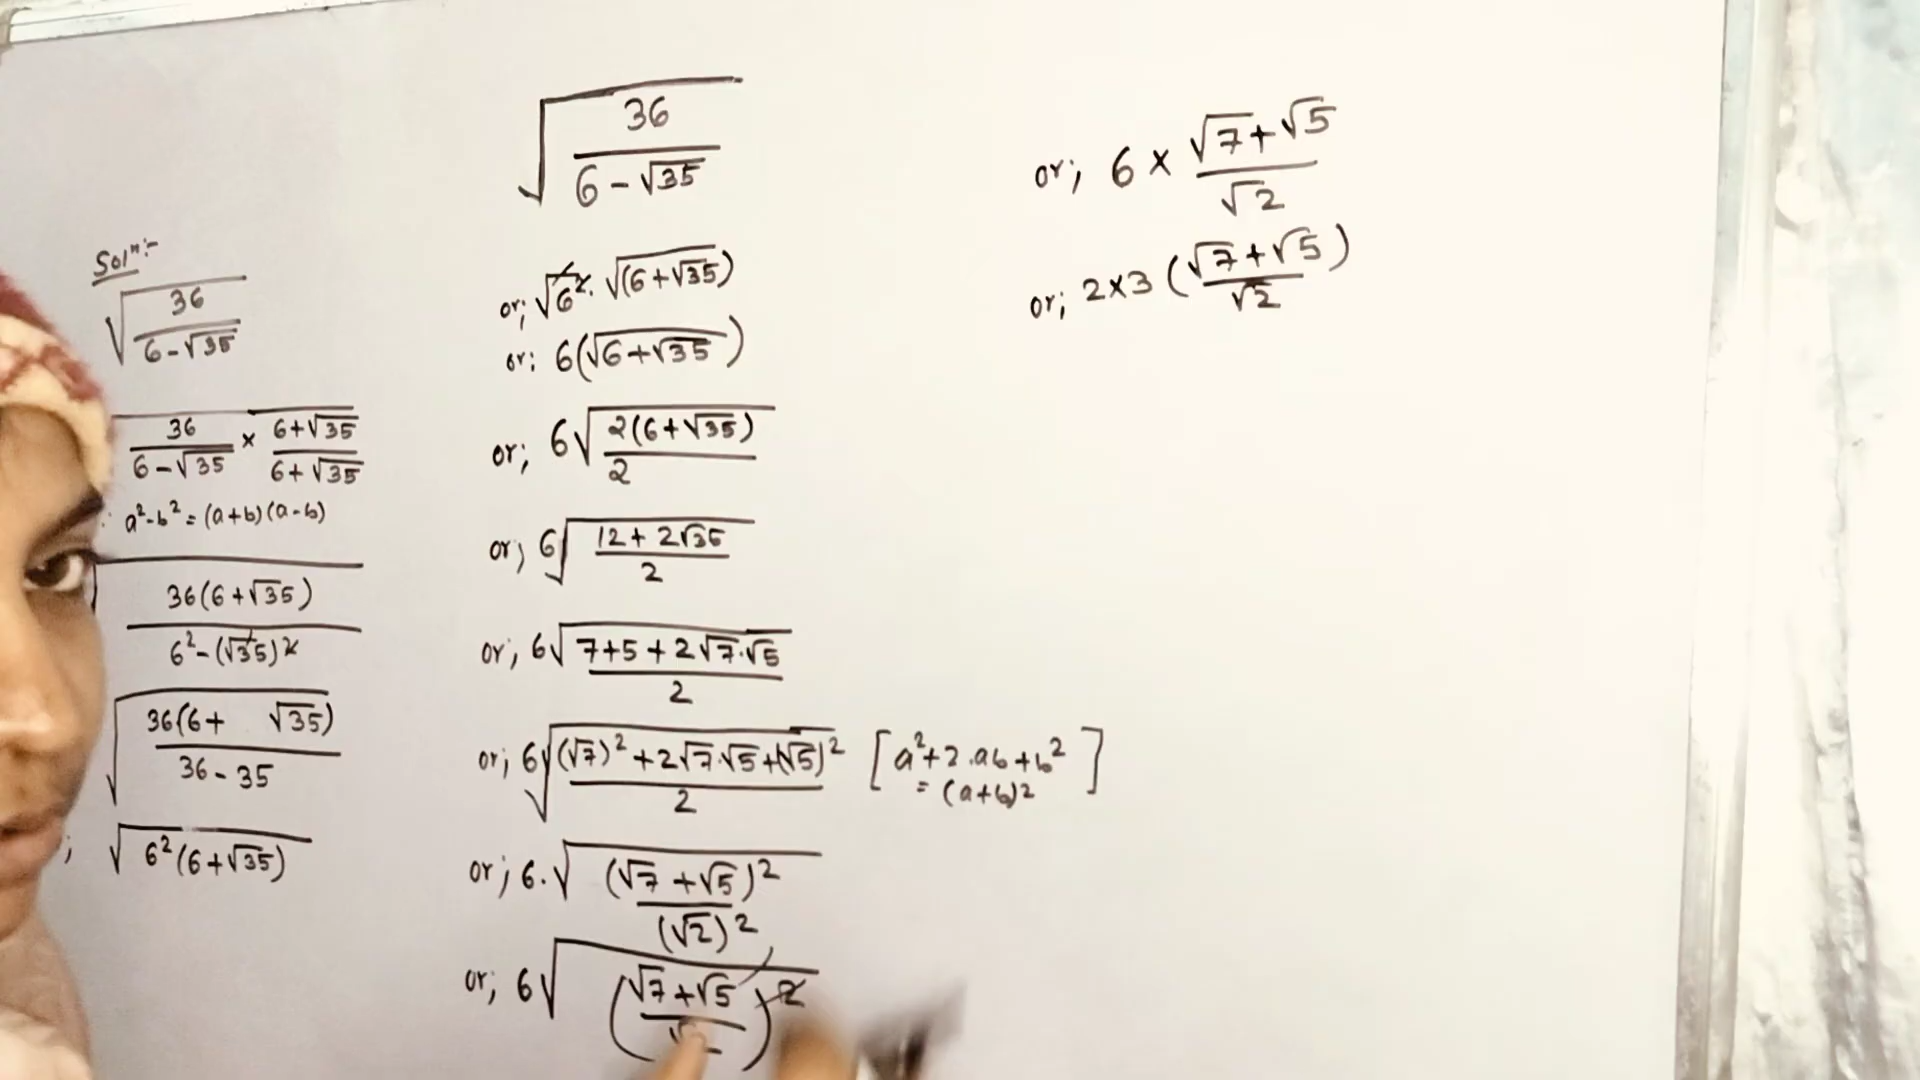 √(36/(6-√35))
Solⁿ:-
√(36/(6-√35))
√(36/(6-√35) × (6+√35)/(6+√35))
∵ a²-b² = (a+b)(a-b)
√(36(6+√35)/(6²-(√35)²))
√(36(6+ √35)/(36-35))
; √(6²(6+√35))
or; √6². √(6+√35)
or; 6(√6+√35)
or; 6√(2(6+√35)/2)
or; 6√((12+2√35)/2)
or; 6√((7+5+2√7.√5)/2)
or; 6√(((√7)²+2√7.√5+(√5)²)/2) [a²+2.ab+b²
= (a+b)²]
or; 6.√((√7+√5)²/(√2)²)
or; 6√((√7+√5)/√2)²
or; 6 × (√7+√5)/√2
or; 2×3 ((√7+√5)/√2)